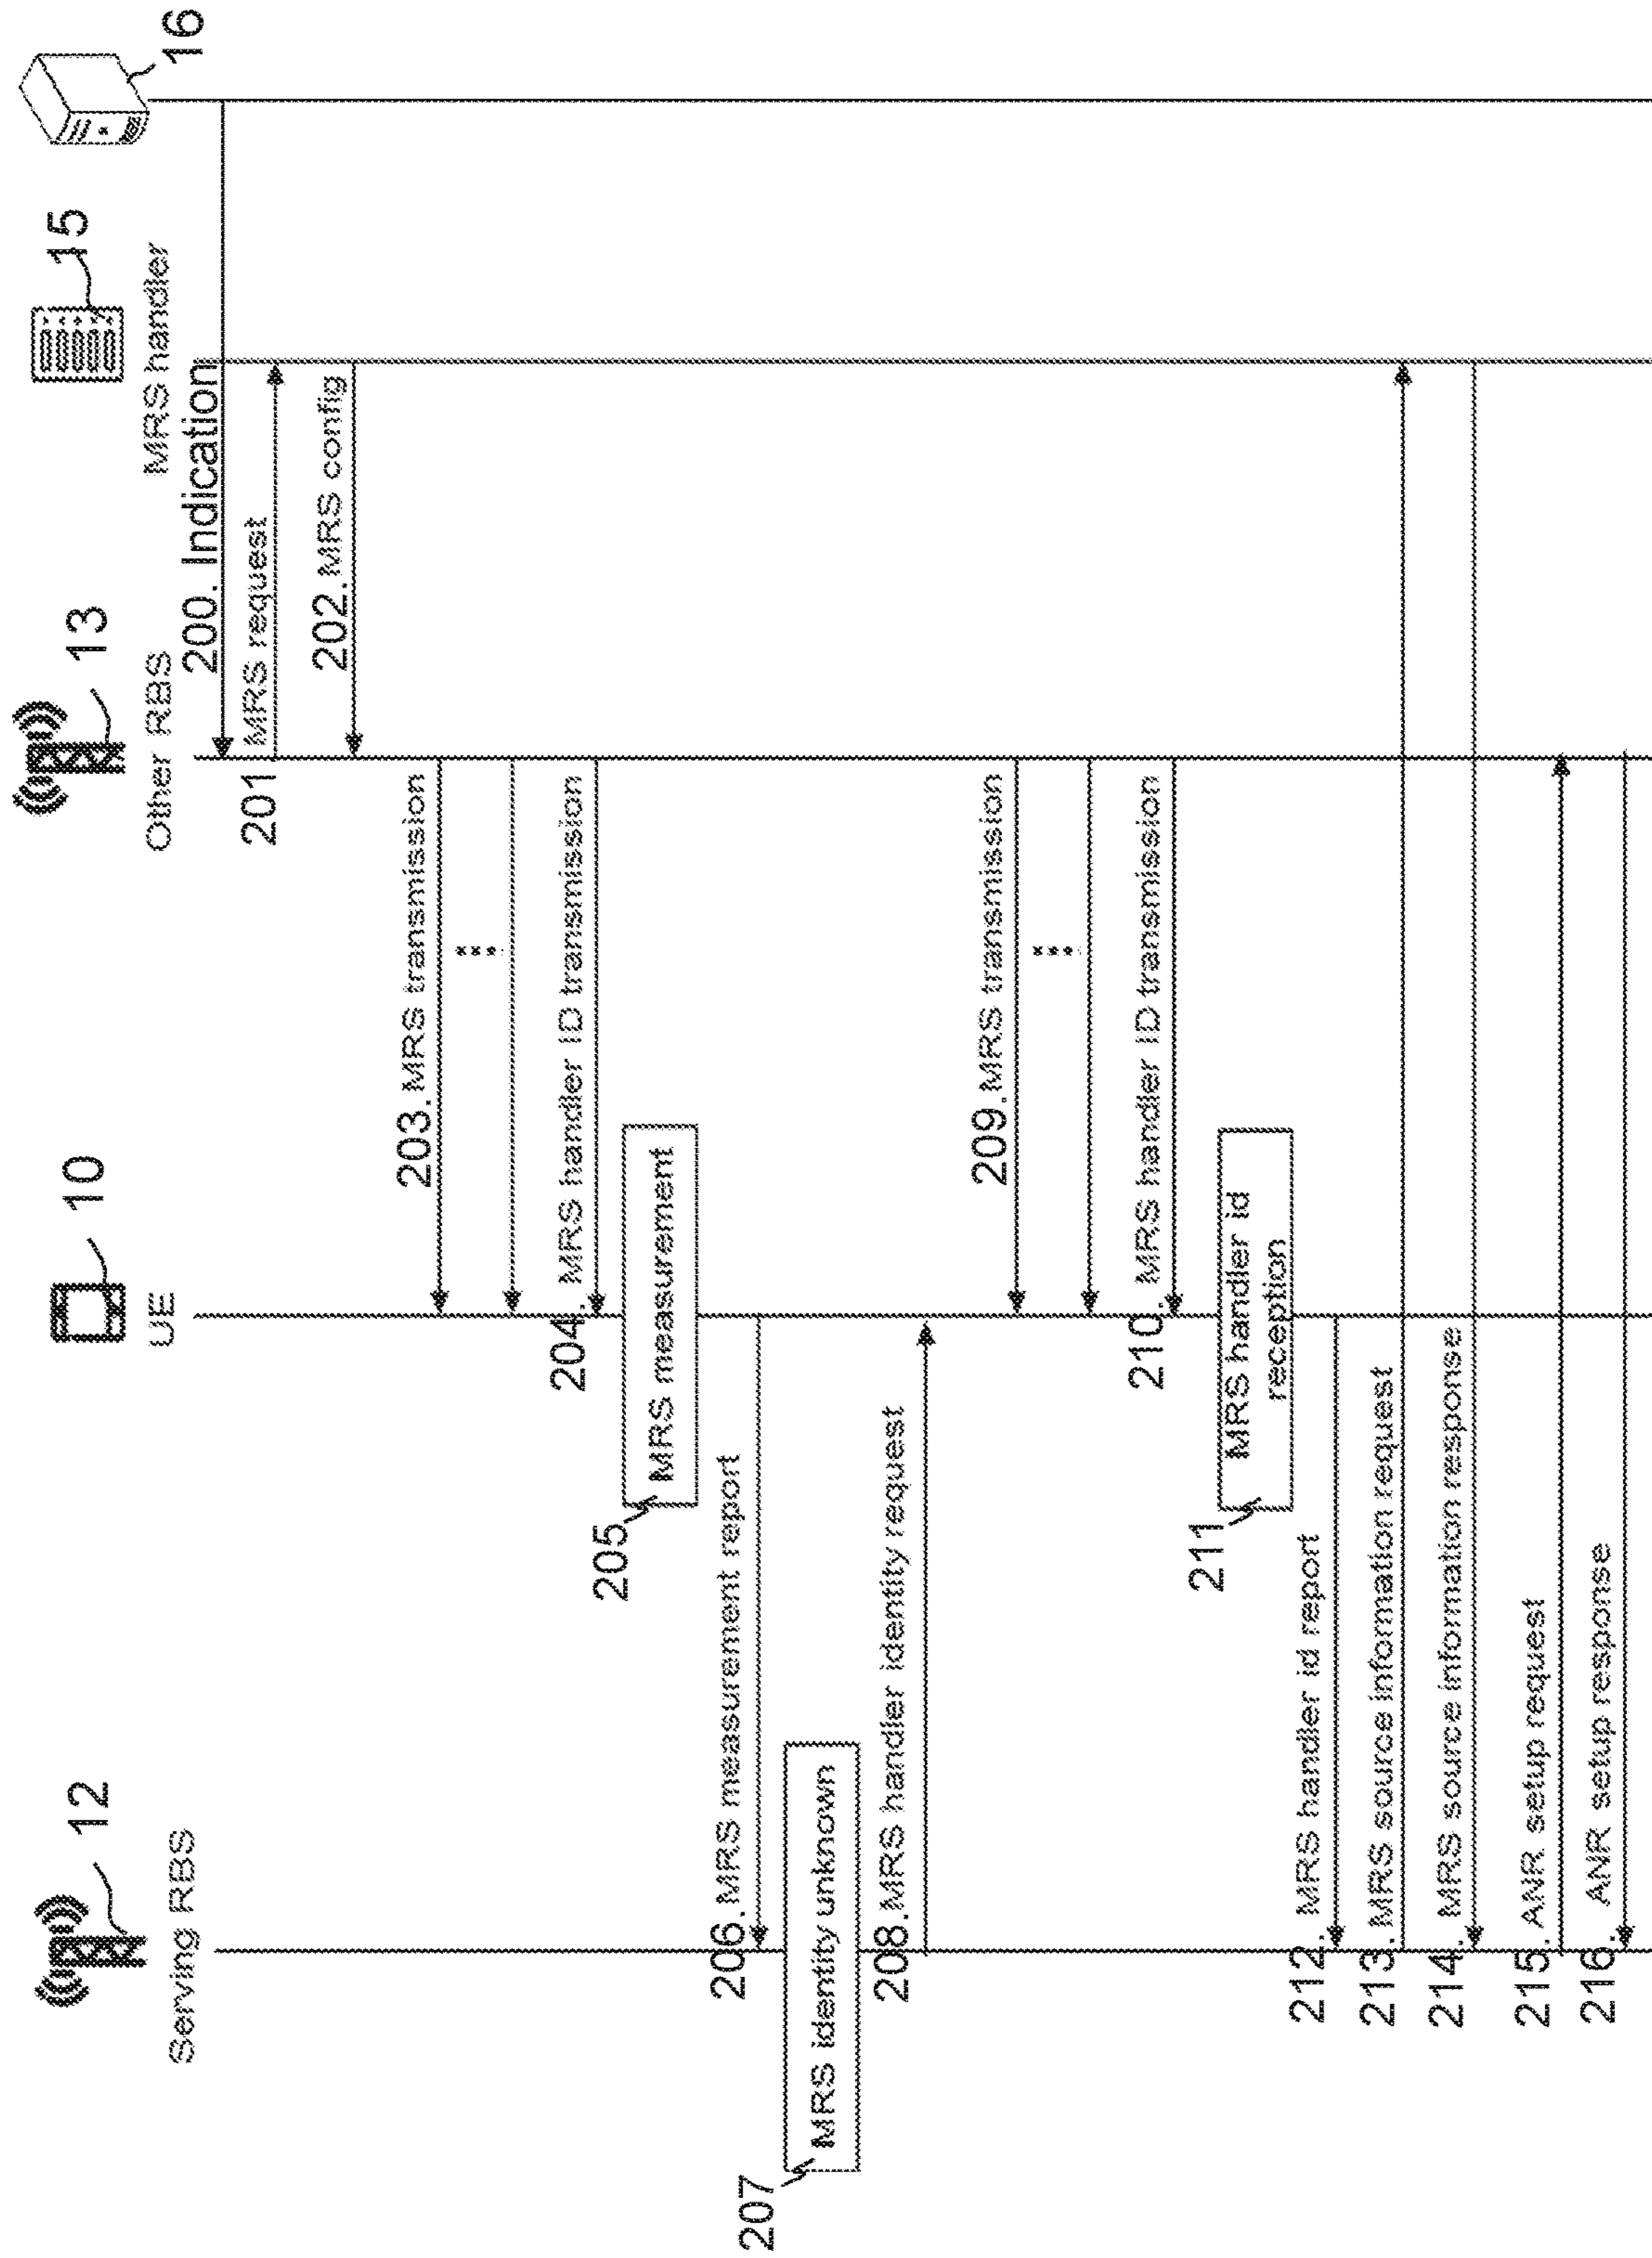 12
Serving RBS
10
UE
13
Other RBS
15
MRS handler
16
200. Indication
201 MRS request
202. MRS config
203. MRS transmission
...
204. MRS handler ID transmission
205
MRS measurement
206. MRS measurement report
207
MRS identity unknown
208. MRS handler identity request
209. MRS transmission
...
210. MRS handler ID transmission
211
MRS handler id
reception
212. MRS handler id report
213. MRS source information request
214. MRS source information response
215. ANR setup request
216. ANR setup response